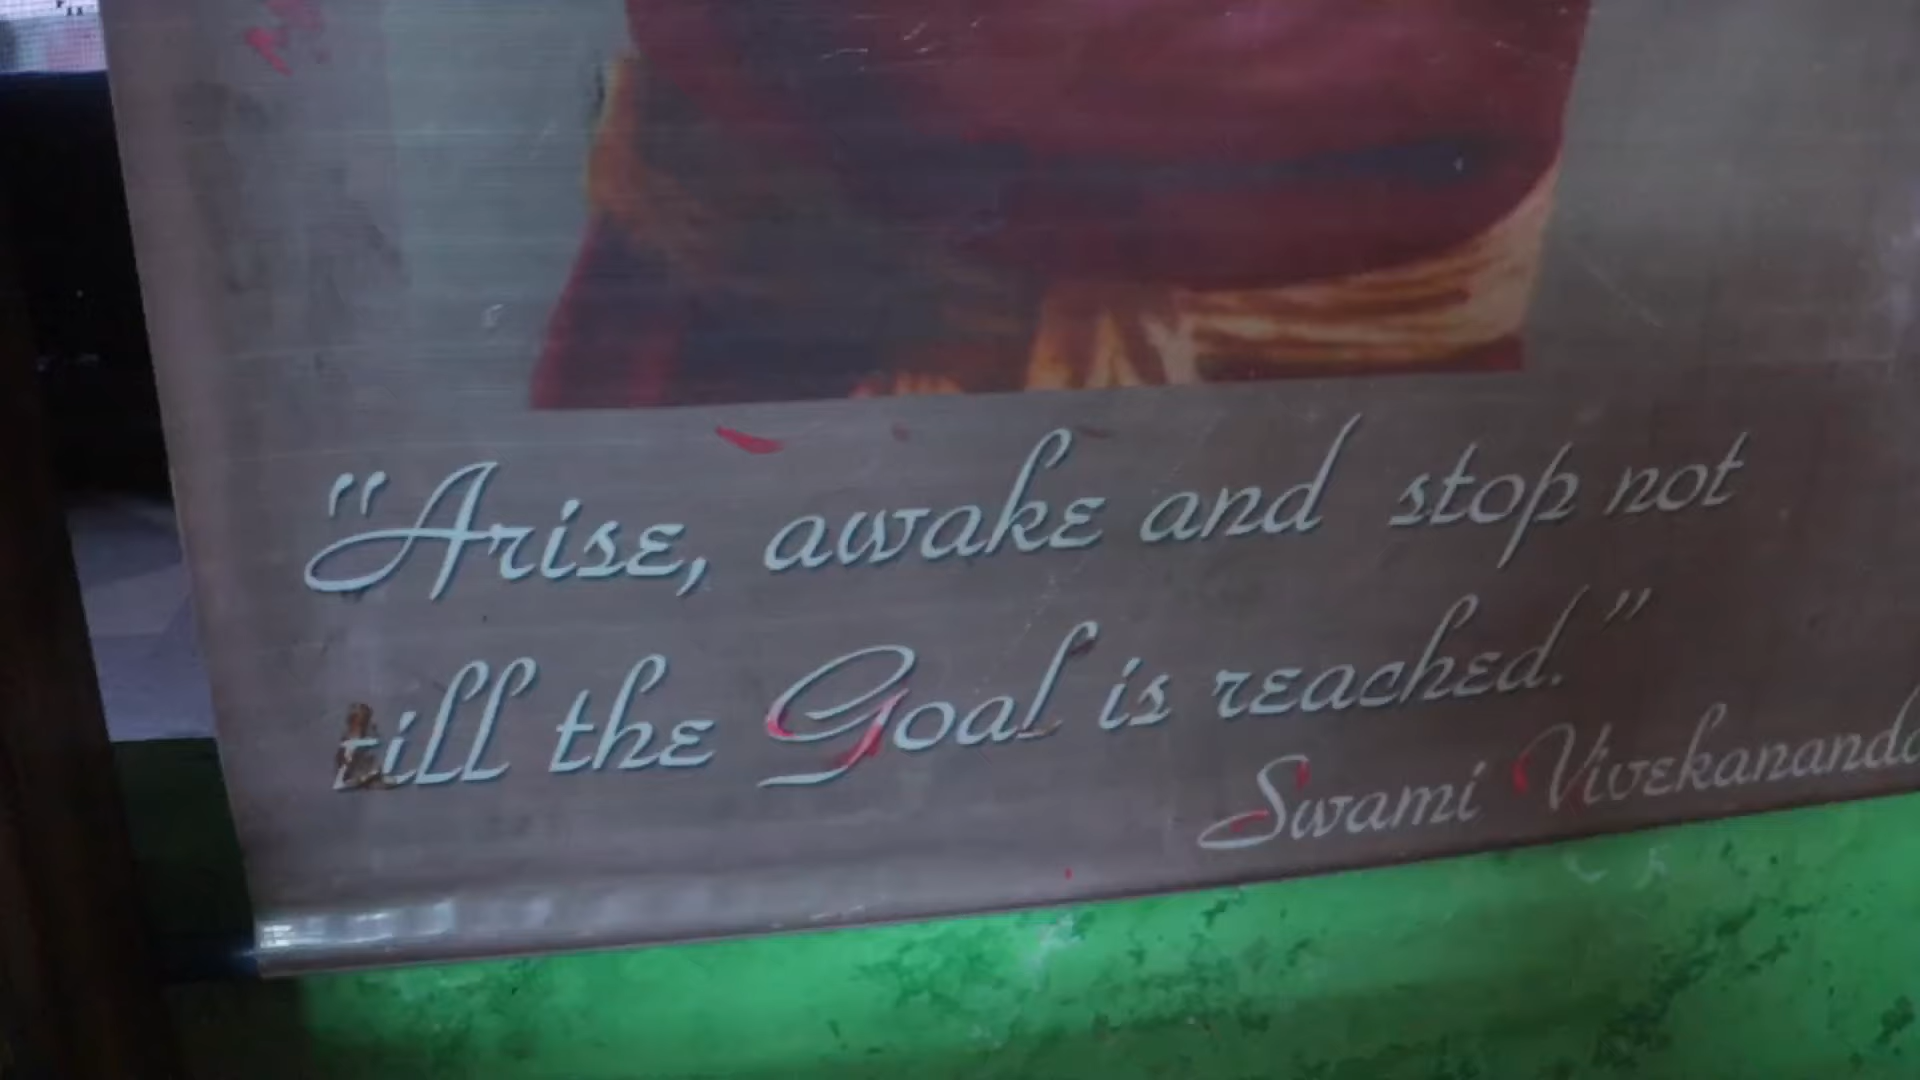 "Arise, awake and stop not
till the Goal is reached."
Swami Vivekananda